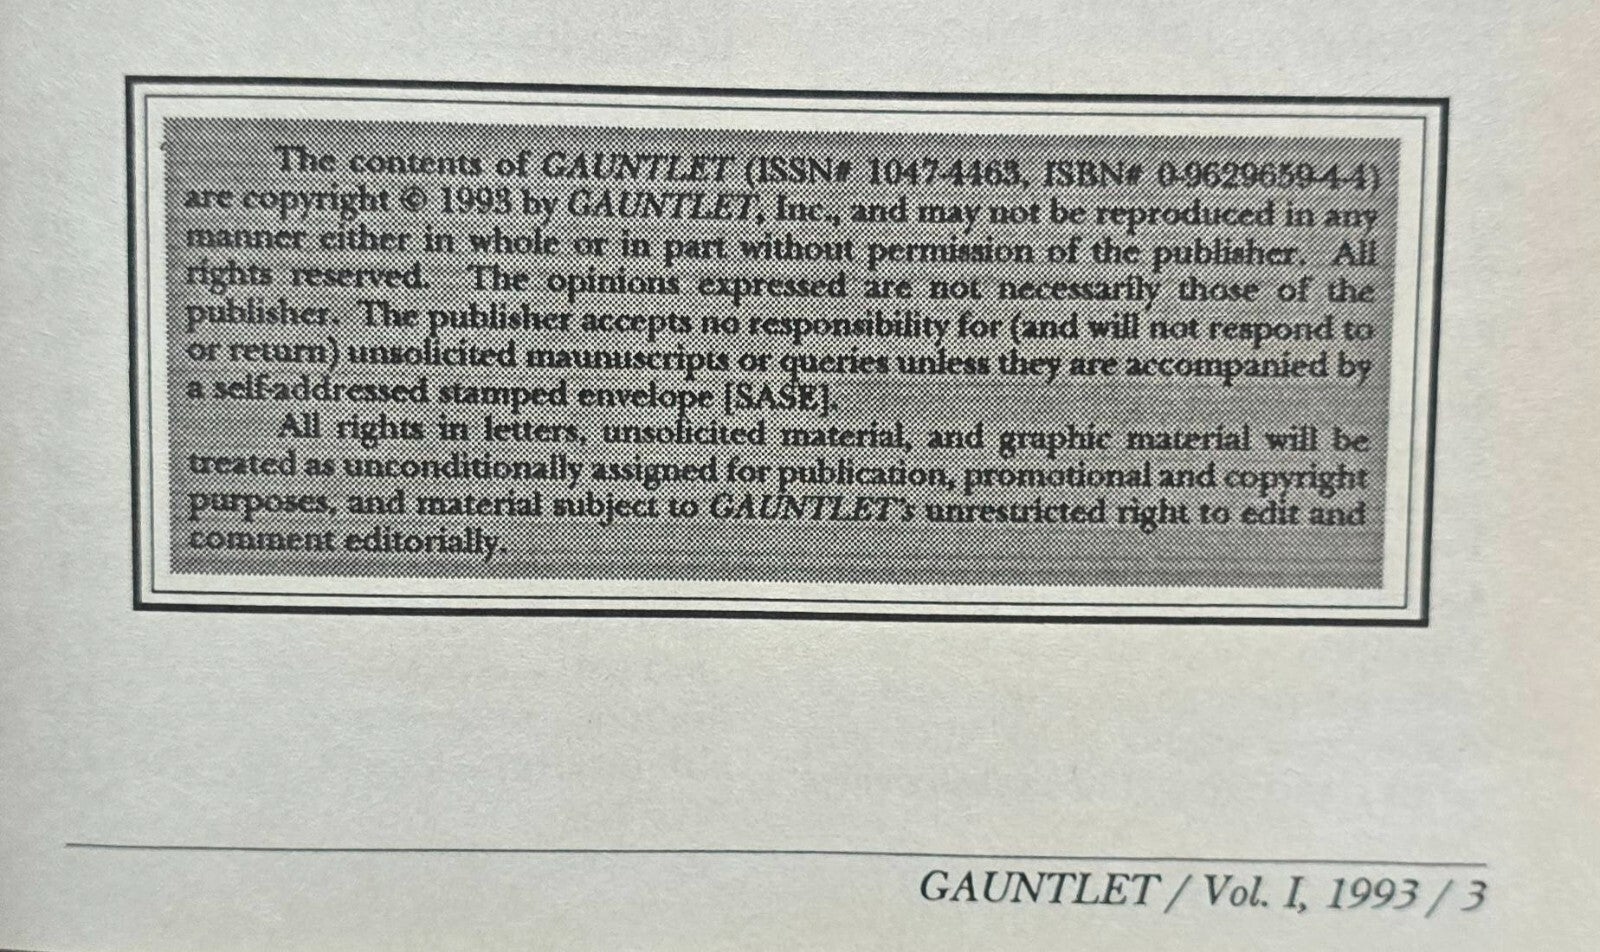 The contents of GAUNTLET (ISSN# 1047-4463, ISBN# 0-9629659-4-4)
are copyright © 1993 by GAUNTLET, Inc., and may not be reproduced in any
manner either in whole or in part without permission of the publisher. All
rights reserved. The opinions expressed are not necessarily those of the
publisher. The publisher accepts no responsibility for (and will not respond to
or return) unsolicited maunuscripts or queries unless they are accompanied by
a self-addressed stamped envelope [SASE].
All rights in letters, unsolicited material, and graphic material will be
treated as unconditionally assigned for publication, promotional and copyright
purposes, and material subject to GAUNTLET's unrestricted right to edit and
comment editorially.
GAUNTLET / Vol. I, 1993 / 3